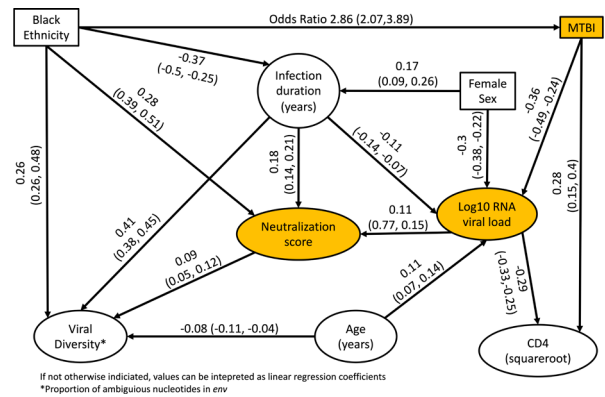 Black
Ethnicity
Odds Ratio 2.86 (2.07,3.89)
MTBI
-0.37
(-0.5, -0.25)
Infection
duration
(years)
0.17
(0.09, 0.26)
Female
Sex
0.28
(0.39, 0.51)
-0.36
(-0.49, -0.24)
-0.3
(-0.38, -0.22)
-0.11
(-0.14, -0.07)
0.26
(0.26, 0.48)
0.18
(0.14, 0.21)
0.28
(0.15, 0.4)
0.41
(0.38, 0.45)
Neutralization
score
0.11
(0.77, 0.15)
Log10 RNA
viral load
0.09
(0.05, 0.12)
0.11
(0.07, 0.14)
-0.29
(-0.33,-0.25)
Viral
Diversity*
-0.08 (-0.11, -0.04)
Age
(years)
CD4
(squareroot)
If not otherwise indiciated, values can be intepreted as linear regression coefficients
*Proportion of ambiguious nucleotides in env